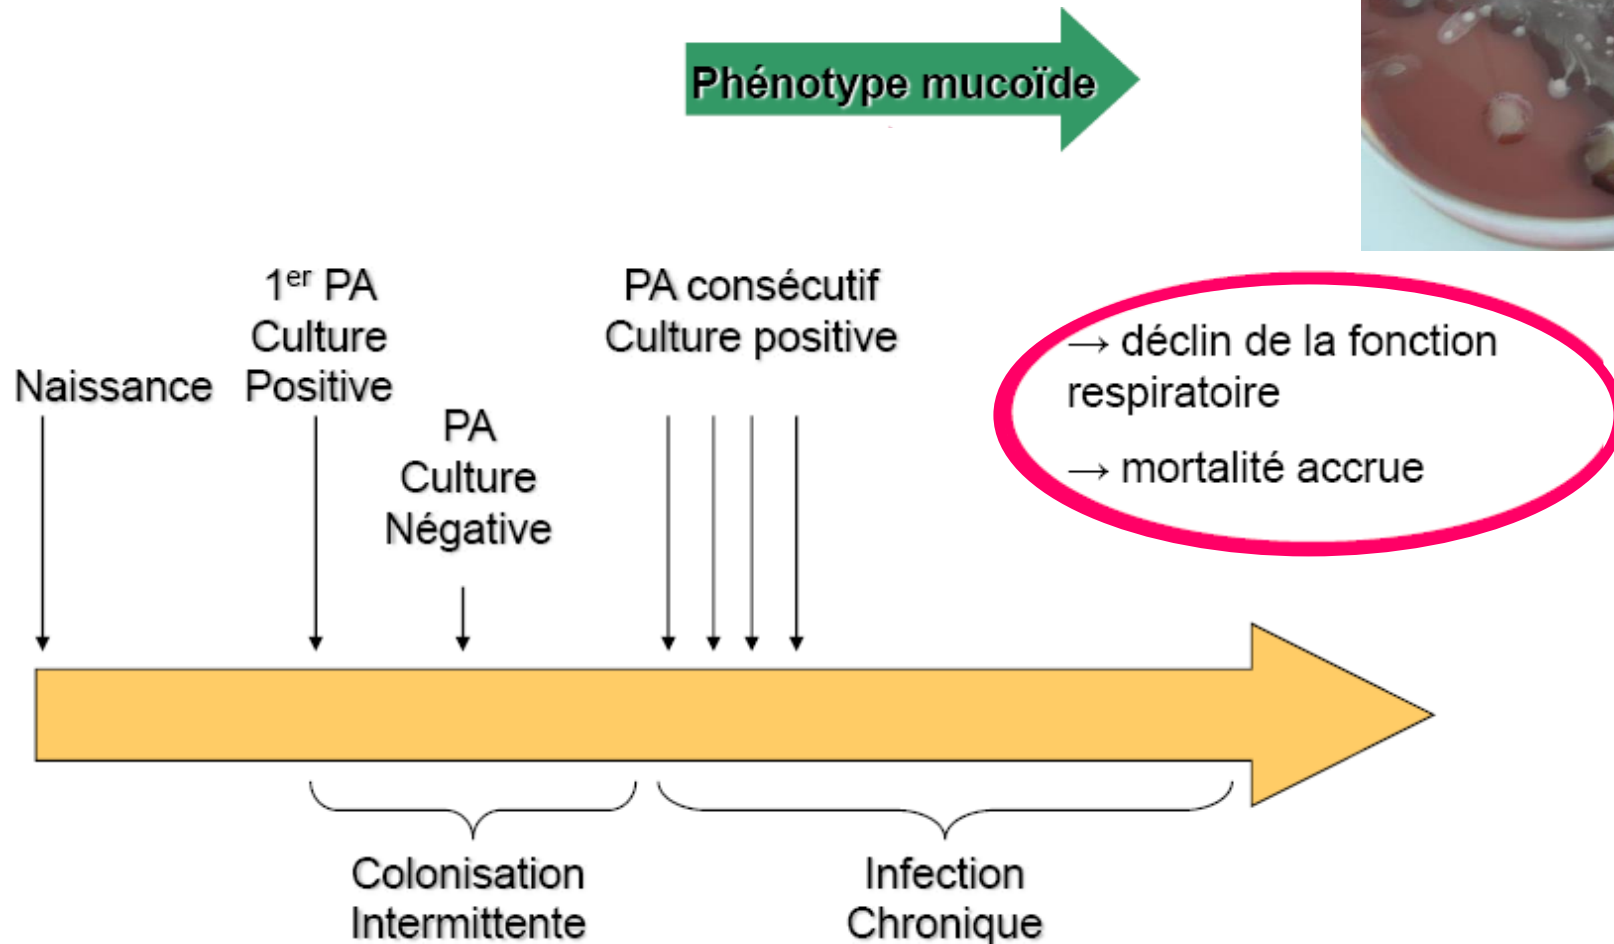 Phénotype mucoïde
1er PA
Culture
Positive
Naissance
PA
Culture
Négative
PA consécutif
Culture positive
→ déclin de la fonction
respiratoire
→ mortalité accrue
Colonisation
Intermittente
Infection
Chronique